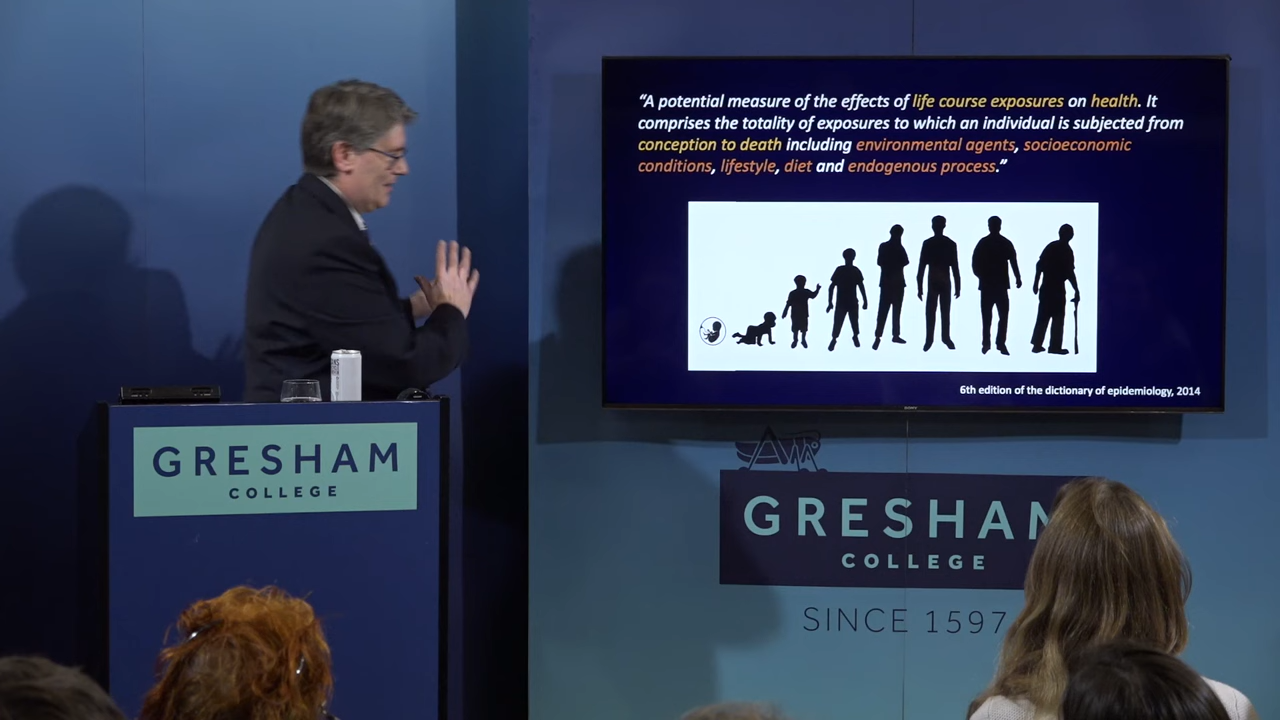 “A potential measure of the effects of life course exposures on health. It
comprises the totality of exposures to which an individual is subjected from
conception to death including environmental agents, socioeconomic
conditions, lifestyle, diet and endogenous process.”
6th edition of the dictionary of epidemiology, 2014
GRESHAM
COLLEGE
GRESHAM
COLLEGE
SINCE 1597